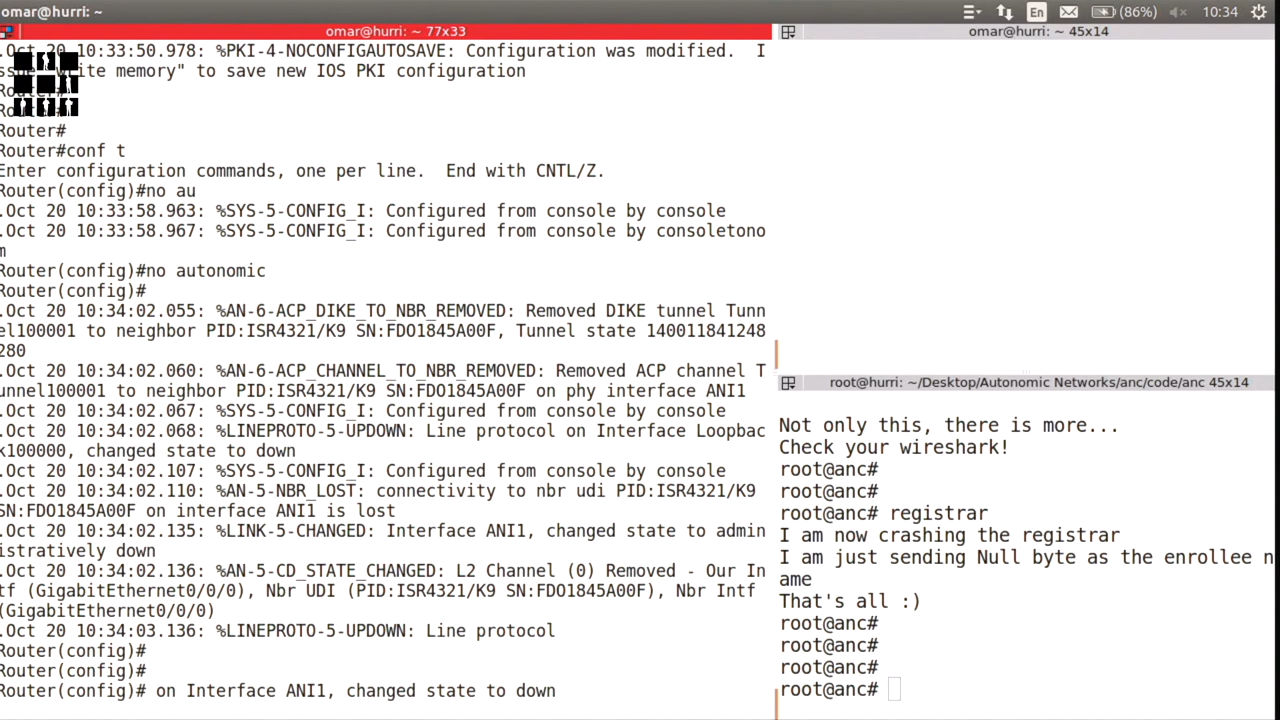 omar@hurri: ~
En
(86%)
10:34
omar@hurri: ~ 77x33
.Oct 20 10:33:50.978: %PKI-4-NOCONFIGAUTOSAVE: Configuration was modified.  I
ssue "write memory" to save new IOS PKI configuration
Router#
Router#
Router#
Router#conf t
Enter configuration commands, one per line.  End with CNTL/Z.
Router(config)#no au
.Oct 20 10:33:58.963: %SYS-5-CONFIG_I: Configured from console by console
.Oct 20 10:33:58.967: %SYS-5-CONFIG_I: Configured from console by consoletono
m
Router(config)#no autonomic
Router(config)#
.Oct 20 10:34:02.055: %AN-6-ACP_DIKE_TO_NBR_REMOVED: Removed DIKE tunnel Tunn
el100001 to neighbor PID:ISR4321/K9 SN:FDO1845A00F, Tunnel state 140011841248
280
.Oct 20 10:34:02.060: %AN-6-ACP_CHANNEL_TO_NBR_REMOVED: Removed ACP channel T
unnel100001 to neighbor PID:ISR4321/K9 SN:FDO1845A00F on phy interface ANI1
.Oct 20 10:34:02.067: %SYS-5-CONFIG_I: Configured from console by console
.Oct 20 10:34:02.068: %LINEPROTO-5-UPDOWN: Line protocol on Interface Loopbac
k100000, changed state to down
.Oct 20 10:34:02.107: %SYS-5-CONFIG_I: Configured from console by console
.Oct 20 10:34:02.110: %AN-5-NBR_LOST: connectivity to nbr udi PID:ISR4321/K9
SN:FDO1845A00F on interface ANI1 is lost
.Oct 20 10:34:02.135: %LINK-5-CHANGED: Interface ANI1, changed state to admin
istratively down
.Oct 20 10:34:02.136: %AN-5-CD_STATE_CHANGED: L2 Channel (0) Removed - Our In
tf (GigabitEthernet0/0/0), Nbr UDI (PID:ISR4321/K9 SN:FDO1845A00F), Nbr Intf
(GigabitEthernet0/0/0)
.Oct 20 10:34:03.136: %LINEPROTO-5-UPDOWN: Line protocol
Router(config)#
Router(config)#
Router(config)# on Interface ANI1, changed state to down
omar@hurri: ~ 45x14
root@hurri: ~/Desktop/Autonomic Networks/anc/code/anc 45x14
Not only this, there is more...
Check your wireshark!
root@anc#
root@anc#
root@anc# registrar
I am now crashing the registrar
I am just sending Null byte as the enrollee n
ame
That's all :)
root@anc#
root@anc#
root@anc#
root@anc#